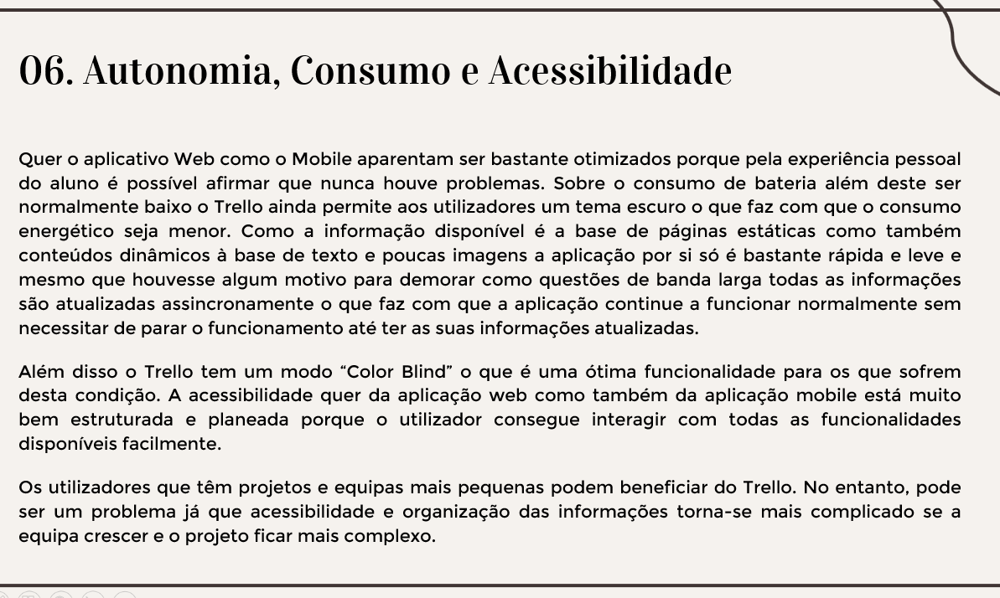 06. Autonomia, Consumo e Acessibilidade
Quer o aplicativo Web como o Mobile aparentam ser bastante otimizados porque pela experiência pessoal
do aluno é possível afirmar que nunca houve problemas. Sobre o consumo de bateria além deste ser
normalmente baixo o Trello ainda permite aos utilizadores um tema escuro o que faz com que o consumo
energético seja menor. Como a informação disponível é a base de páginas estáticas como também
conteúdos dinâmicos à base de texto e poucas imagens a aplicação por si só é bastante rápida e leve e
mesmo que houvesse algum motivo para demorar como questões de banda larga todas as informações
são atualizadas assincronamente o que faz com que a aplicação continue a funcionar normalmente sem
necessitar de parar o funcionamento até ter as suas informações atualizadas.
Além disso o Trello tem um modo “Color Blind” o que é uma ótima funcionalidade para os que sofrem
desta condição. A acessibilidade quer da aplicação web como também da aplicação mobile está muito
bem estruturada e planeada porque o utilizador consegue interagir com todas as funcionalidades
disponíveis facilmente.
Os utilizadores que têm projetos e equipas mais pequenas podem beneficiar do Trello. No entanto, pode
ser um problema já que acessibilidade e organização das informações torna-se mais complicado se a
equipa crescer e o projeto ficar mais complexo.